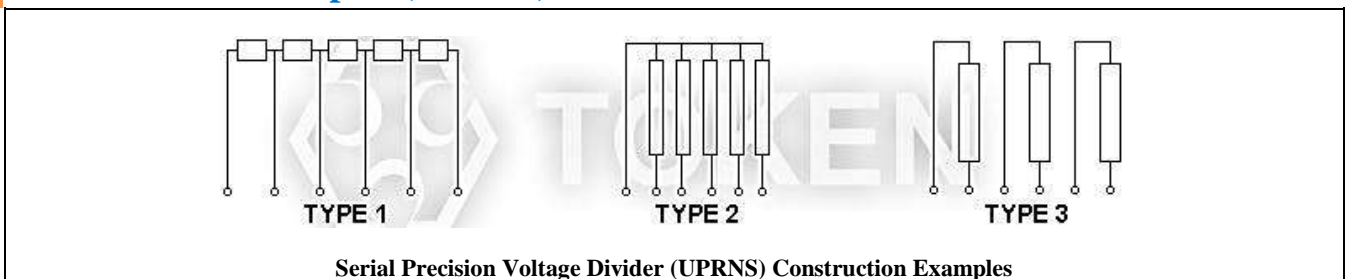 TOKEN
TYPE 1 TYPE 2 TYPE 3
Serial Precision Voltage Divider (UPRNS) Construction Examples